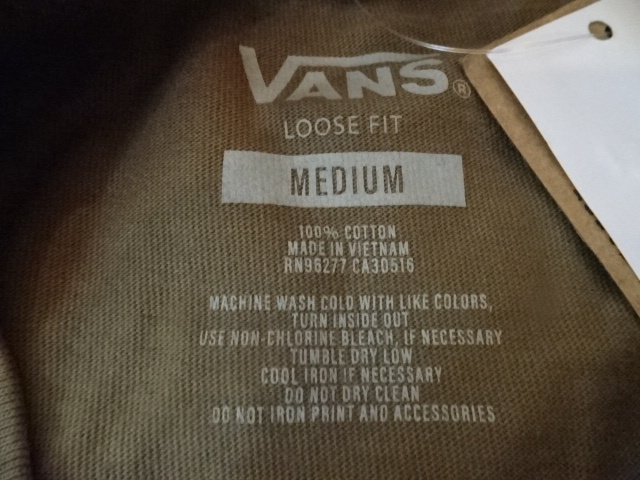 VANS®
LOOSE FIT
MEDIUM
100% COTTON
MADE IN VIETNAM
RN96277 CA30516
MACHINE WASH COLD WITH LIKE COLORS,
TURN INSIDE OUT
USE NON-CHLORINE BLEACH, IF NECESSARY
TUMBLE DRY LOW
COOL IRON IF NECESSARY
DO NOT DRY CLEAN
DO NOT IRON PRINT AND ACCESSORIES